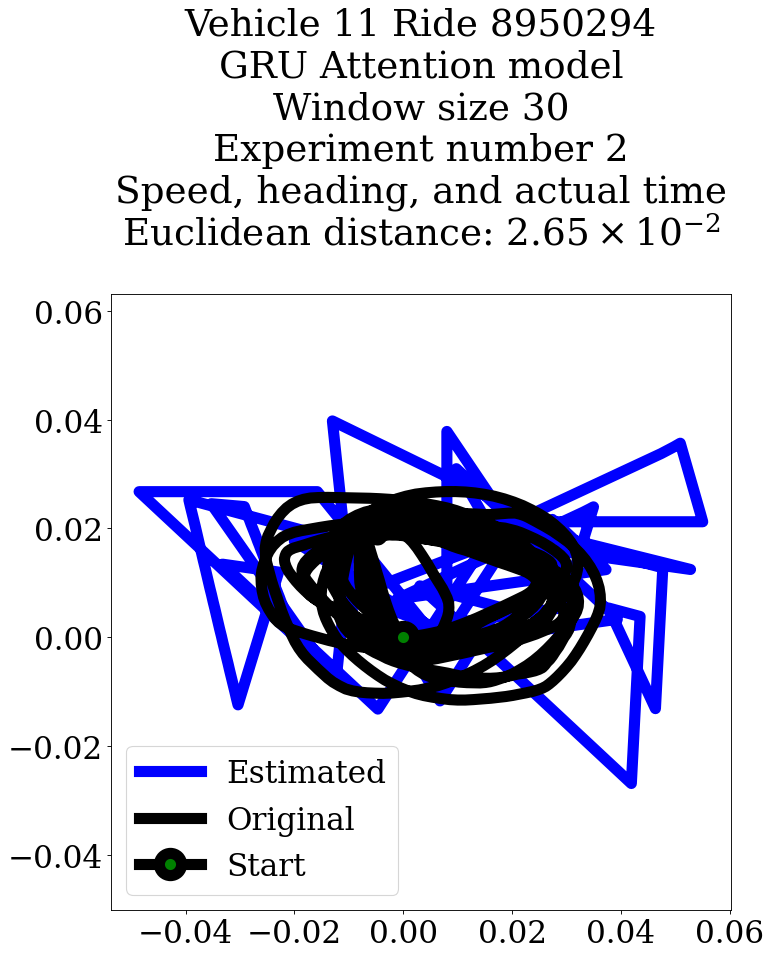 Vehicle 11 Ride 8950294
GRU Attention model
Window size 30
Experiment number 2
Speed, heading, and actual time
Euclidean distance: 2.65 × 10⁻²
0.06
0.04
0.02
0.00
−0.02
−0.04
Estimated
Original
Start
−0.04 −0.02 0.00 0.02 0.04 0.06